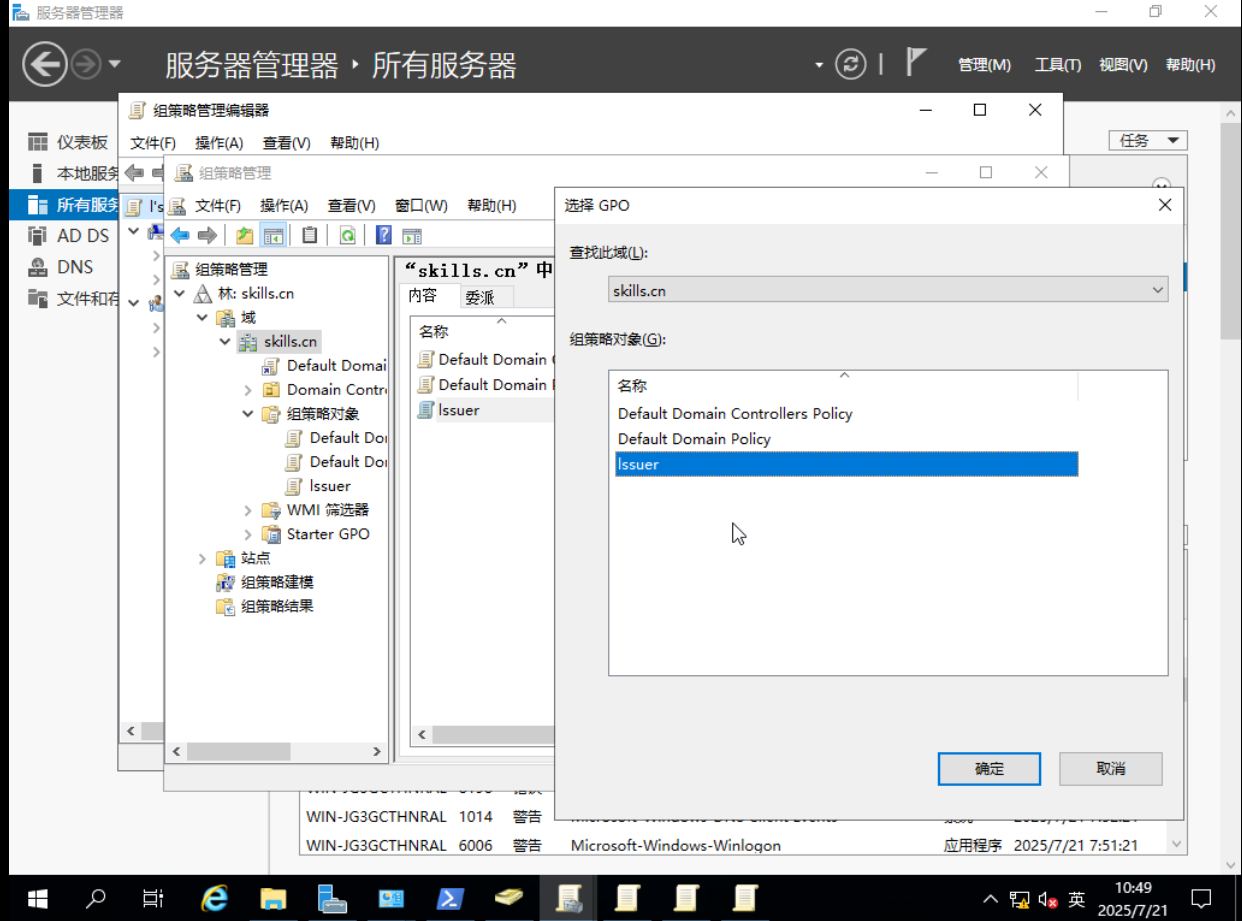 服务器管理器
服务器管理器 · 所有服务器
管理(M) 工具(T) 视图(V) 帮助(H)
组策略管理编辑器
文件(F) 操作(A) 查看(V) 帮助(H)
任务
仪表板
本地服务
所有服务
AD DS
DNS
文件和存
l's
组策略管理
文件(F) 操作(A) 查看(V) 窗口(W) 帮助(H)
组策略管理
林: skills.cn
域
skills.cn
Default Domai
Domain Contr
组策略对象
Default Do
Default Do
lssuer
WMI 筛选器
Starter GPO
站点
组策略建模
组策略结果
“skills.cn”中
内容 委派
名称
Default Domain
Default Domain
lssuer
选择 GPO
查找此域(L):
skills.cn
组策略对象(G):
名称
Default Domain Controllers Policy
Default Domain Policy
lssuer
确定 取消
WIN-JG3GCTHNRAL 1014 警告
WIN-JG3GCTHNRAL 6006 警告 Microsoft-Windows-Winlogon 应用程序 2025/7/21 7:51:21
英
10:49
2025/7/21